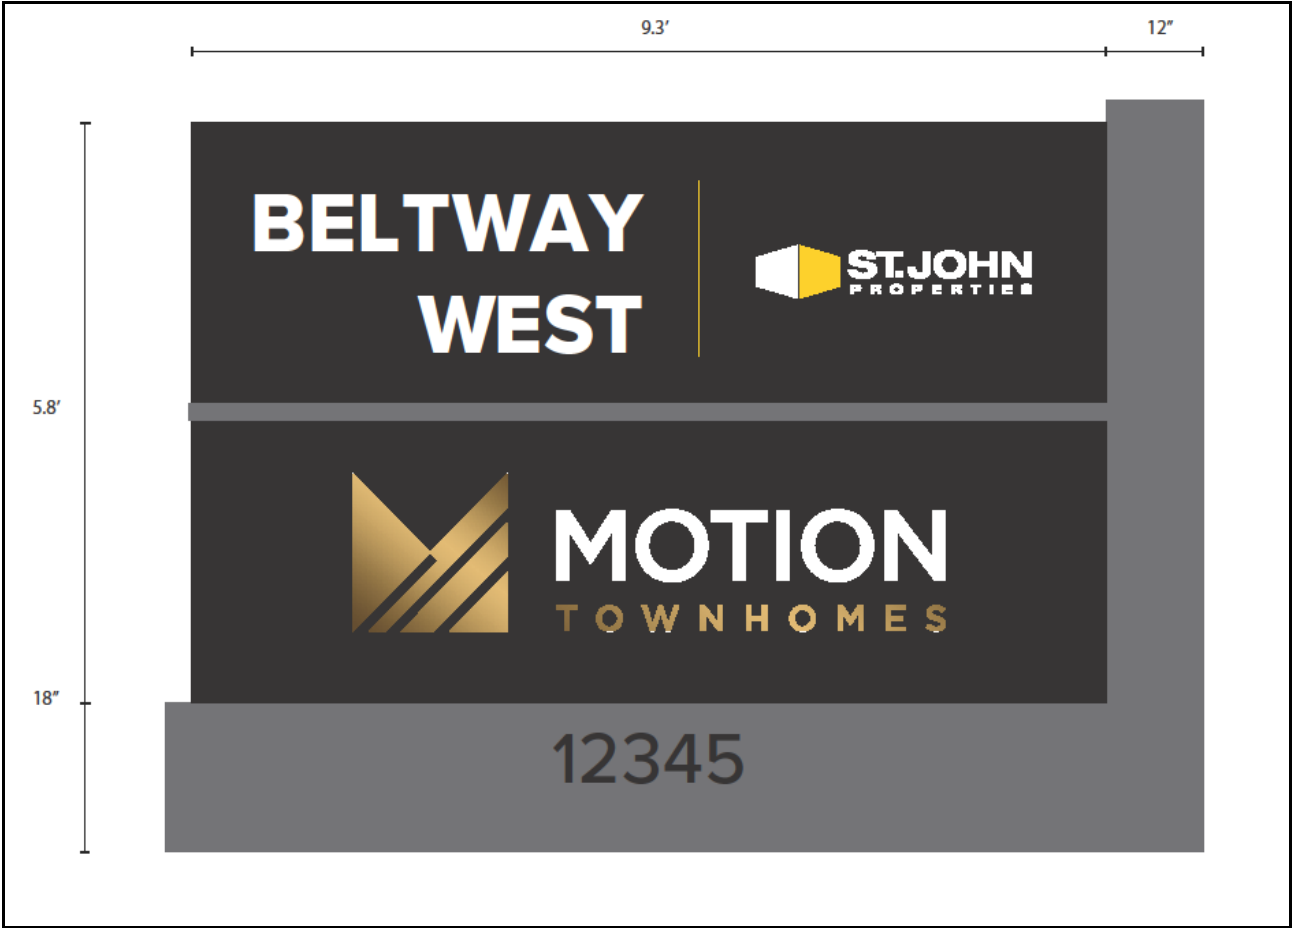 9.3’ 12”
BELTWAY
WEST
ST.JOHN
PROPERTIES
5.8’
MOTION
TOWNHOMES
18”
12345